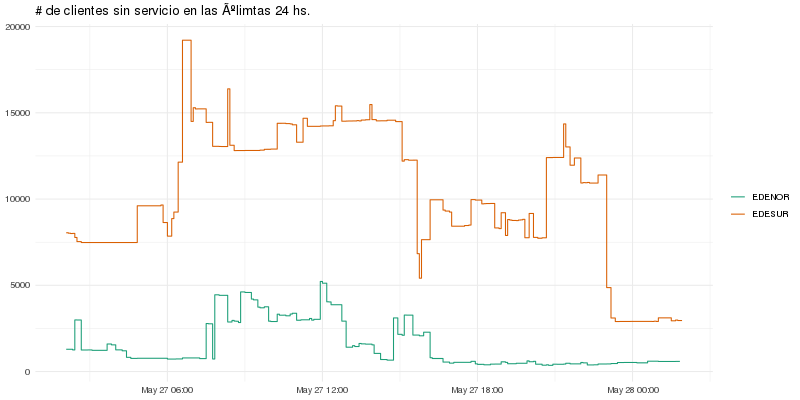 # de clientes sin servicio en las Ãºlimtas 24 hs.
20000
15000
10000
5000
0
May 27 06:00
May 27 12:00
May 27 18:00
May 28 00:00
EDENOR
EDESUR